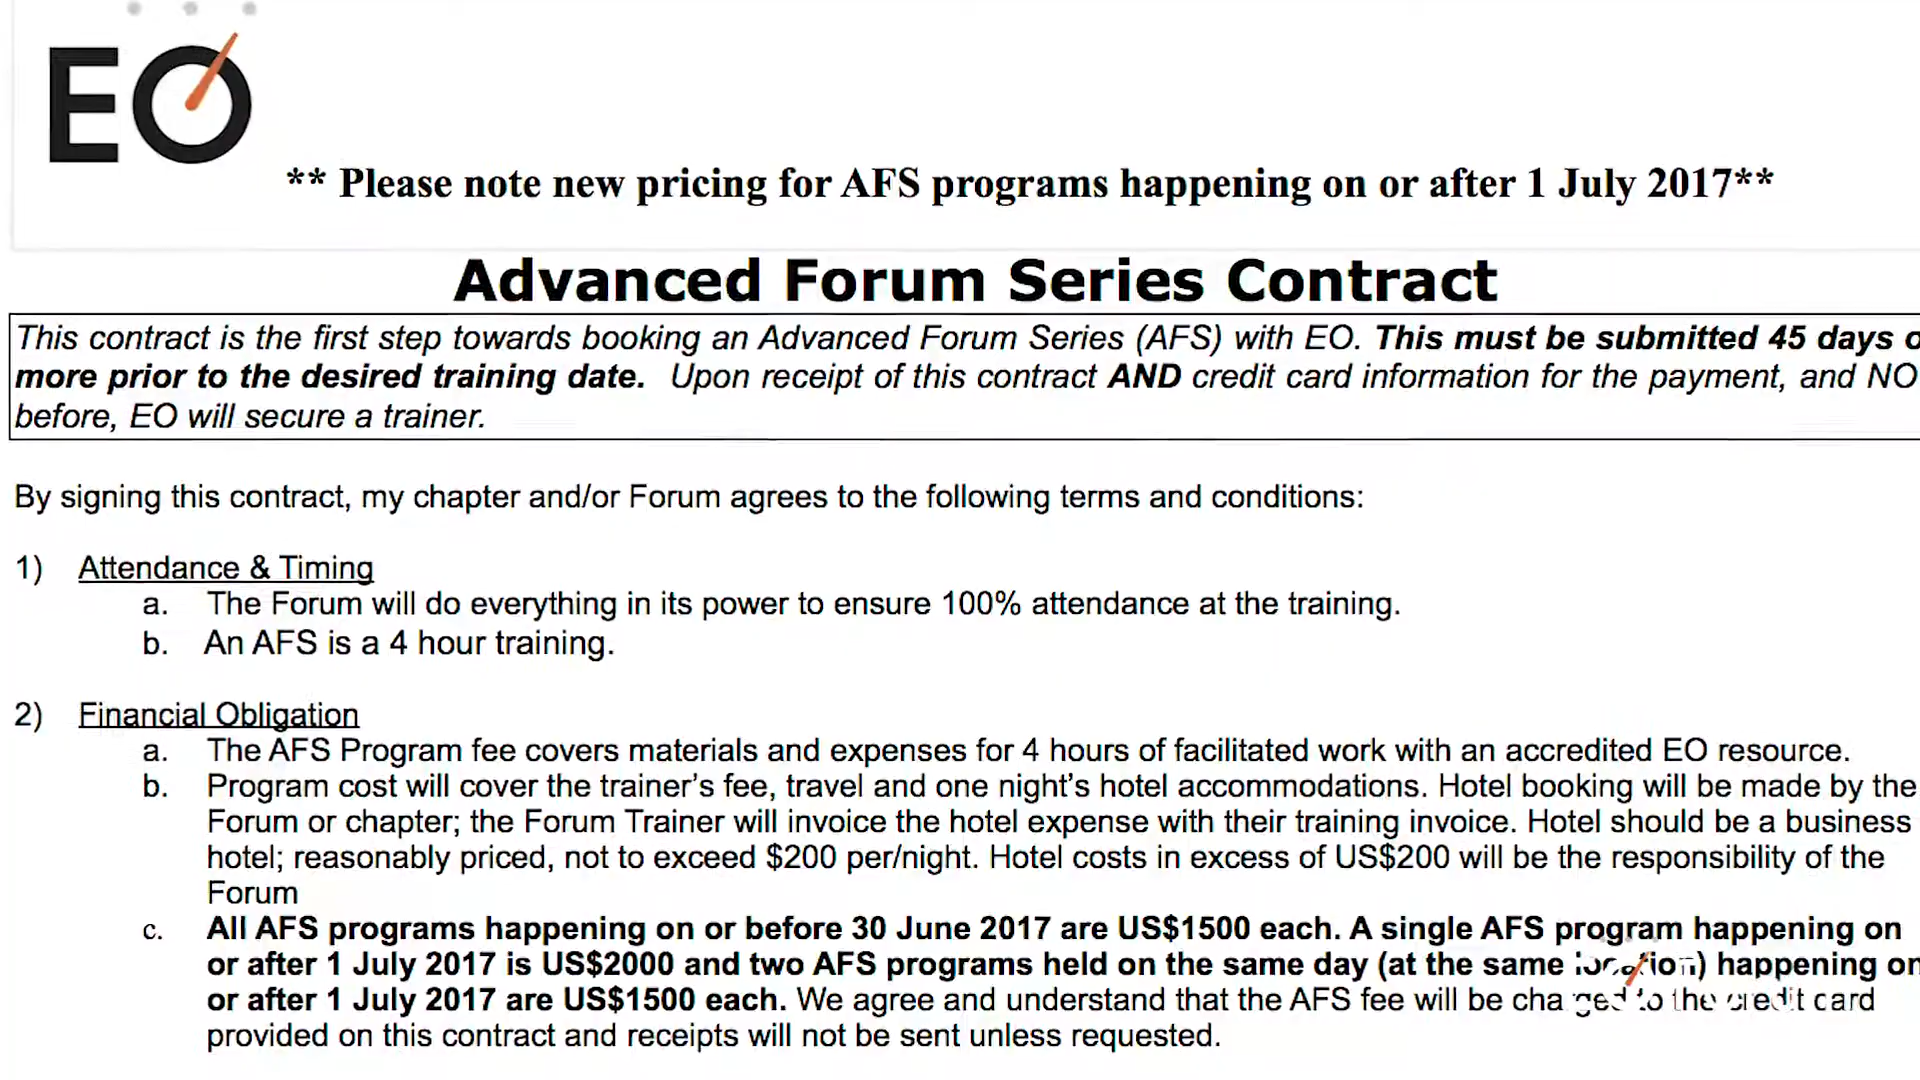 EO
** Please note new pricing for AFS programs happening on or after 1 July 2017**
Advanced Forum Series Contract
This contract is the first step towards booking an Advanced Forum Series (AFS) with EO. This must be submitted 45 days
more prior to the desired training date. Upon receipt of this contract AND credit card information for the payment, and NO
before, EO will secure a trainer.
By signing this contract, my chapter and/or Forum agrees to the following terms and conditions:
1) Attendance & Timing
a. The Forum will do everything in its power to ensure 100% attendance at the training.
b. An AFS is a 4 hour training.
2) Financial Obligation
a. The AFS Program fee covers materials and expenses for 4 hours of facilitated work with an accredited EO resource.
b. Program cost will cover the trainer's fee, travel and one night's hotel accommodations. Hotel booking will be made by the
Forum or chapter; the Forum Trainer will invoice the hotel expense with their training invoice. Hotel should be a business
hotel; reasonably priced, not to exceed $200 per/night. Hotel costs in excess of US$200 will be the responsibility of the
Forum
c. All AFS programs happening on or before 30 June 2017 are US$1500 each. A single AFS program happening on
or after 1 July 2017 is US$2000 and two AFS programs held on the same day (at the same location) happening on
or after 1 July 2017 are US$1500 each. We agree and understand that the AFS fee will be charged to the credit card
provided on this contract and receipts will not be sent unless requested.